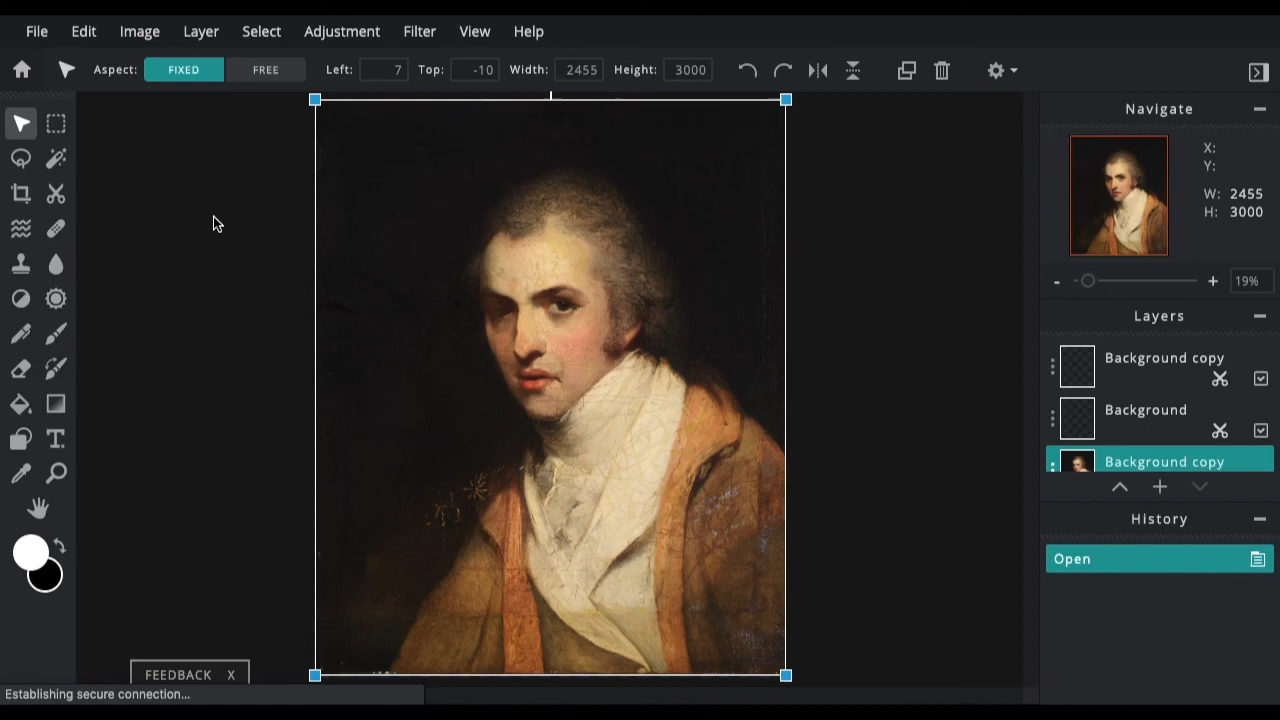 File Edit Image Layer Select Adjustment Filter View Help
Aspect: FIXED FREE Left: 7 Top: -10 Width: 2455 Height: 3000
Navigate
X:
Y:
W: 2455
H: 3000
- + 19%
Layers
Background copy
Background
Background copy
History
Open
T
FEEDBACK X
Establishing secure connection...